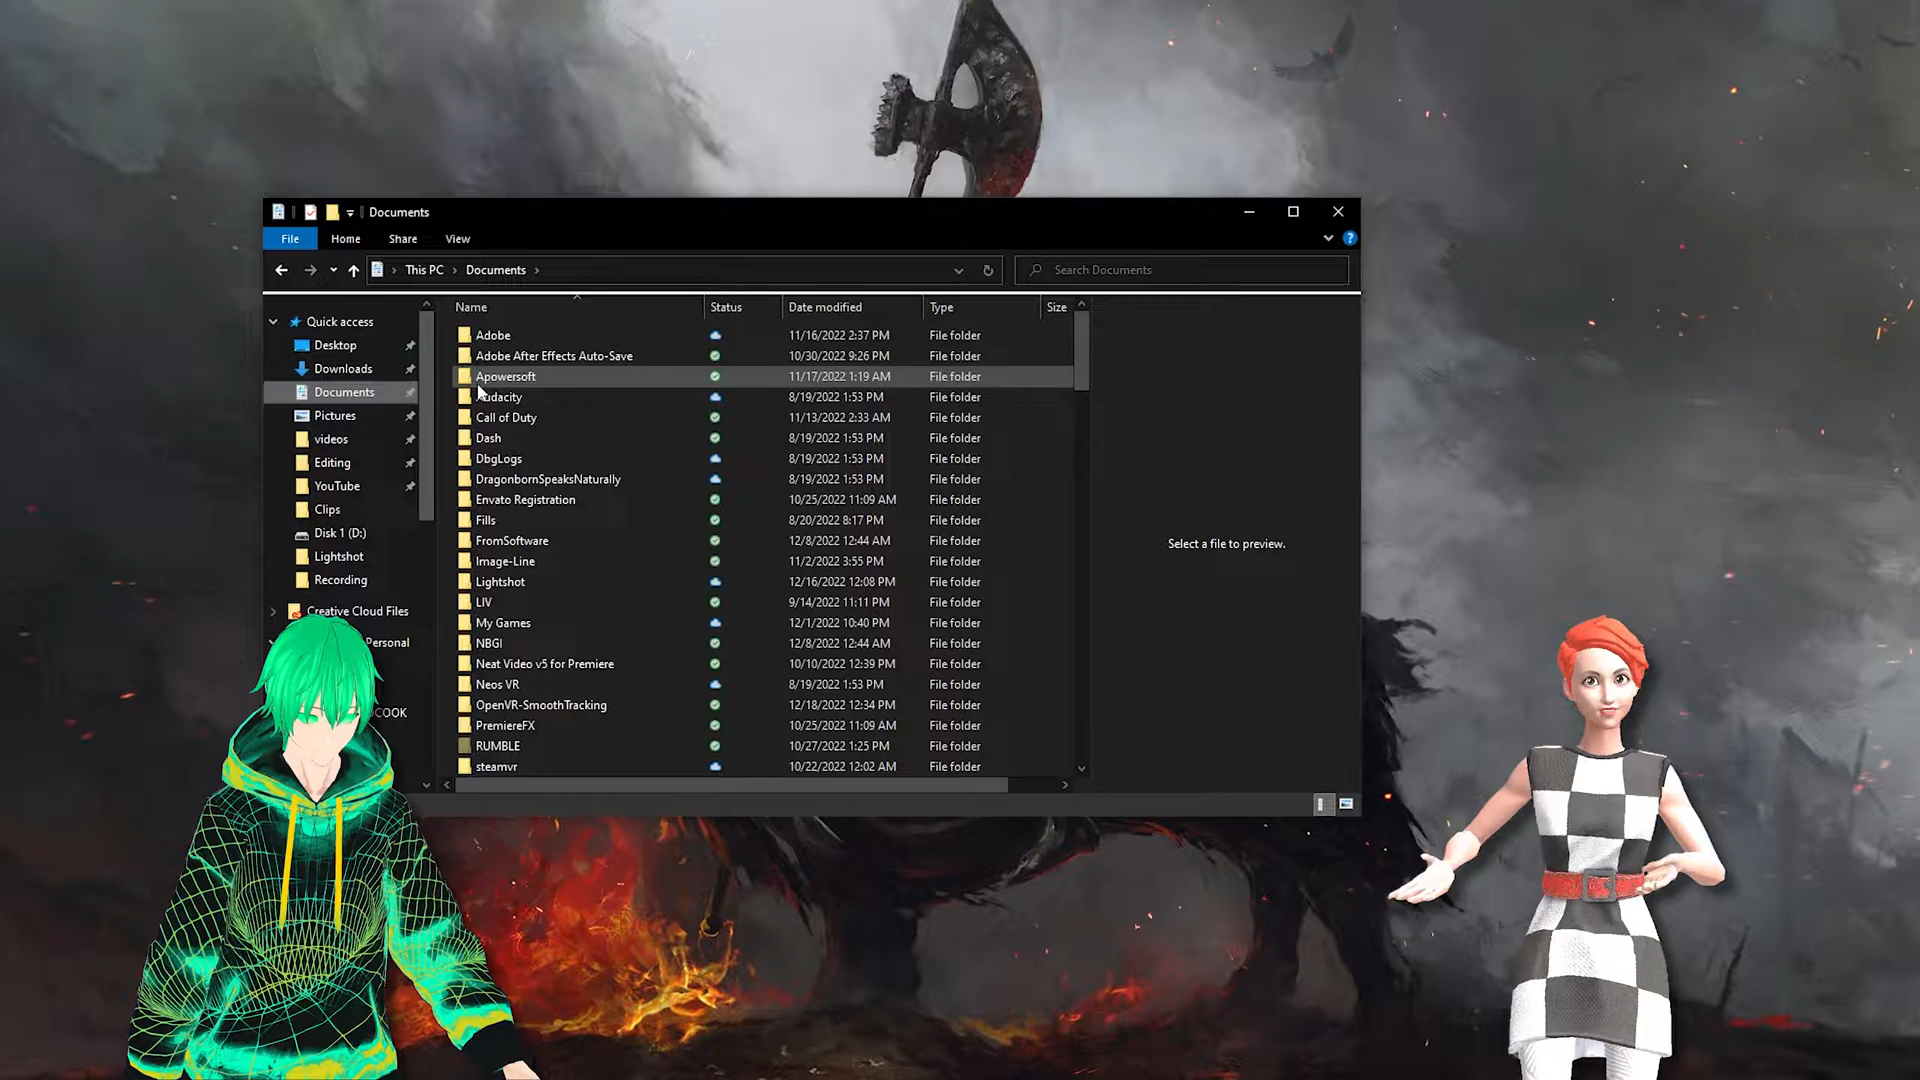 Documents
File Home Share View
This PC Documents Search Documents
Name Status Date modified Type Size
Quick access
Desktop
Downloads
Documents
Pictures
videos
Editing
YouTube
Clips
Disk 1 (D:)
Lightshot
Recording
Creative Cloud Files
Personal
COOK
Adobe 11/16/2022 2:37 PM File folder
Adobe After Effects Auto-Save 10/30/2022 9:26 PM File folder
Apowersoft 11/17/2022 1:19 AM File folder
Audacity 8/19/2022 1:53 PM File folder
Call of Duty 11/13/2022 2:33 AM File folder
Dash 8/19/2022 1:53 PM File folder
DbgLogs 8/19/2022 1:53 PM File folder
DragonbornSpeaksNaturally 8/19/2022 1:53 PM File folder
Envato Registration 10/25/2022 11:09 AM File folder
Fills 8/20/2022 8:17 PM File folder
FromSoftware 12/8/2022 12:44 AM File folder
Image-Line 11/2/2022 3:55 PM File folder
Lightshot 12/16/2022 12:08 PM File folder
LIV 9/14/2022 11:11 PM File folder
My Games 12/1/2022 10:40 PM File folder
NBGI 12/8/2022 12:44 AM File folder
Neat Video v5 for Premiere 10/10/2022 12:39 PM File folder
Neos VR 8/19/2022 1:53 PM File folder
OpenVR-SmoothTracking 12/18/2022 12:34 PM File folder
PremiereFX 10/25/2022 11:09 AM File folder
RUMBLE 10/27/2022 1:25 PM File folder
steamvr 10/22/2022 12:02 AM File folder
Select a file to preview.